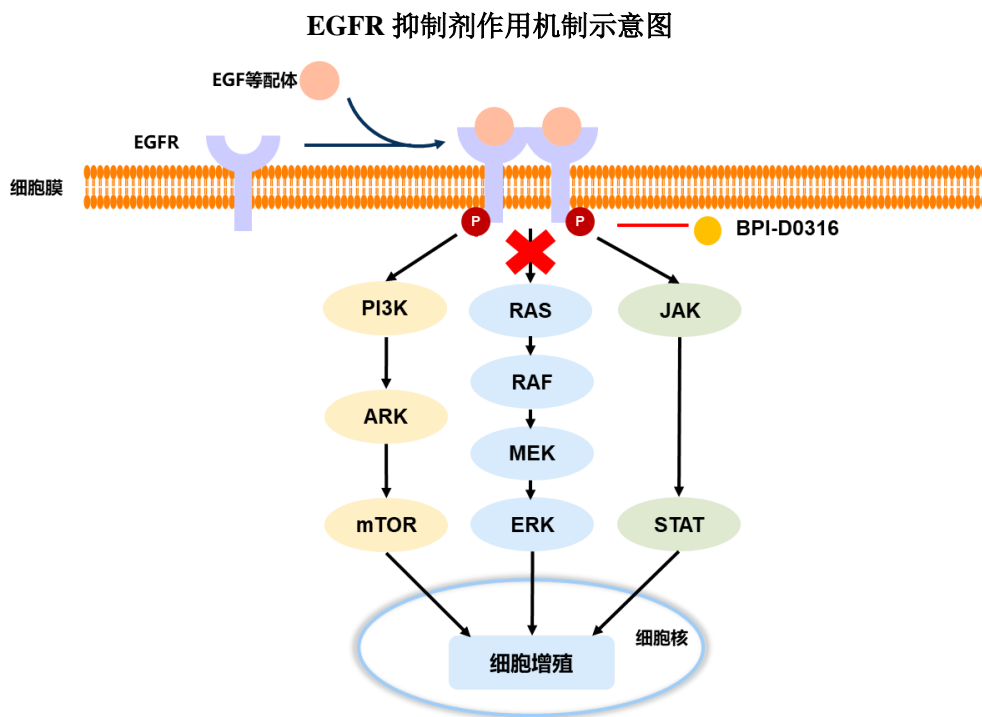 EGFR 抑制剂作用机制示意图
EGF等配体
EGFR
细胞膜
P
P
BPI-D0316
PI3K
RAS
JAK
RAF
ARK
MEK
mTOR
ERK
STAT
细胞核
细胞增殖